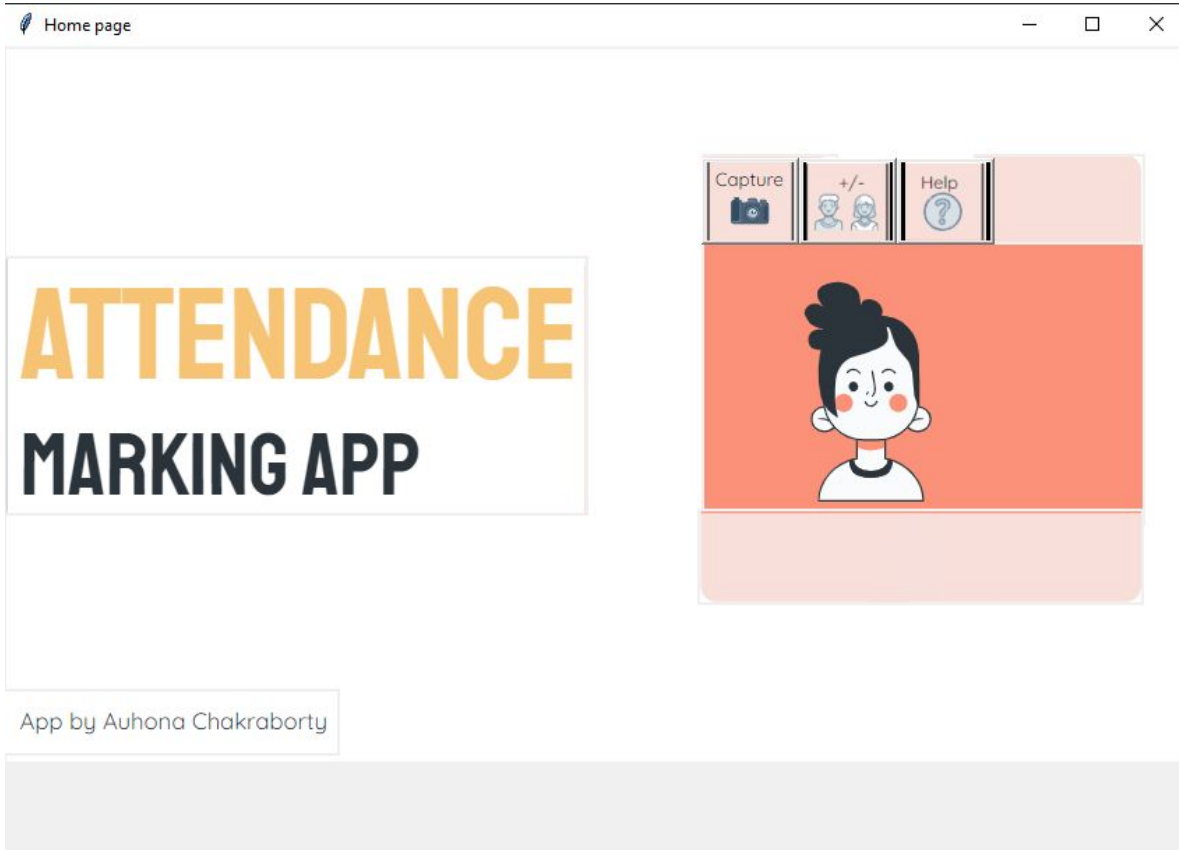 Home page
Capture
+/-
Help
?
ATTENDANCE
MARKING APP
App by Auhona Chakraborty